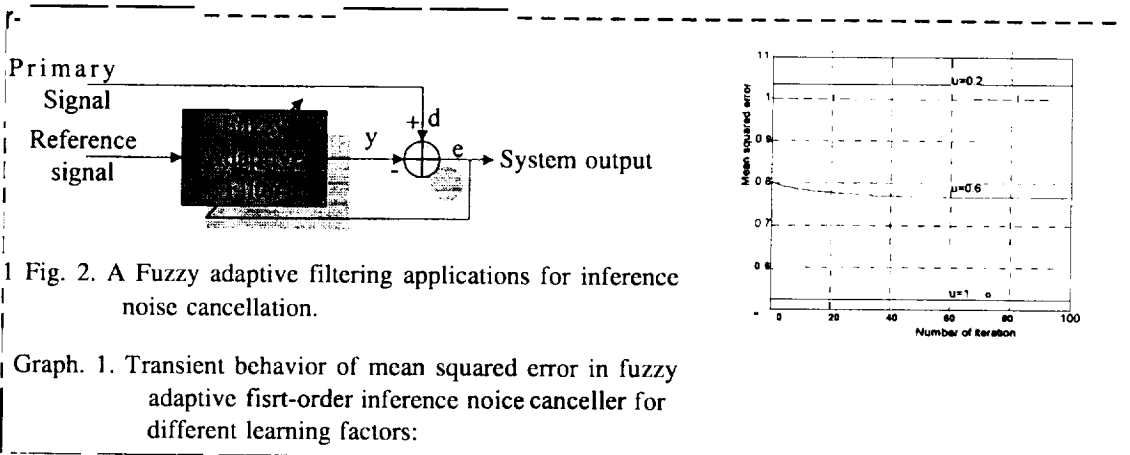 Primary
Signal
Reference
signal
y
+
d
-
e
System output
1 Fig. 2. A Fuzzy adaptive filtering applications for inference
noise cancellation.
Graph. 1. Transient behavior of mean squared error in fuzzy
adaptive fisrt-order inference noice canceller for
different learning factors:
Mean squared error
11
1
0 9
0 8
0 7
0 6
u=0.2
u=0 6
u=1
0 20 40 60 80 100
Number of iteration